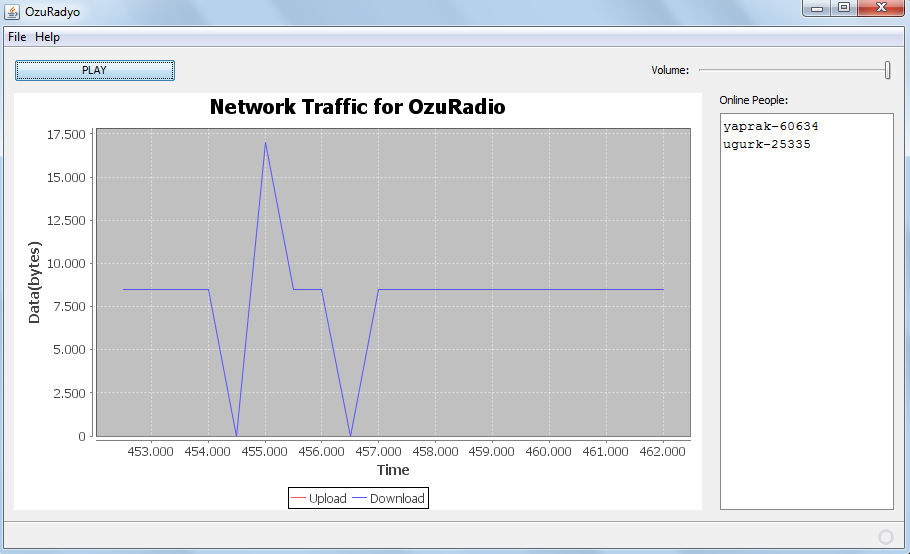 OzuRadyo
File Help
PLAY
Volume:
Network Traffic for OzuRadio
Online People:
yaprak-60634
ugurk-25335
17.500
15.000
12.500
10.000
7.500
5.000
2.500
0
Data(bytes)
453.000 454.000 455.000 456.000 457.000 458.000 459.000 460.000 461.000 462.000
Time
Upload Download